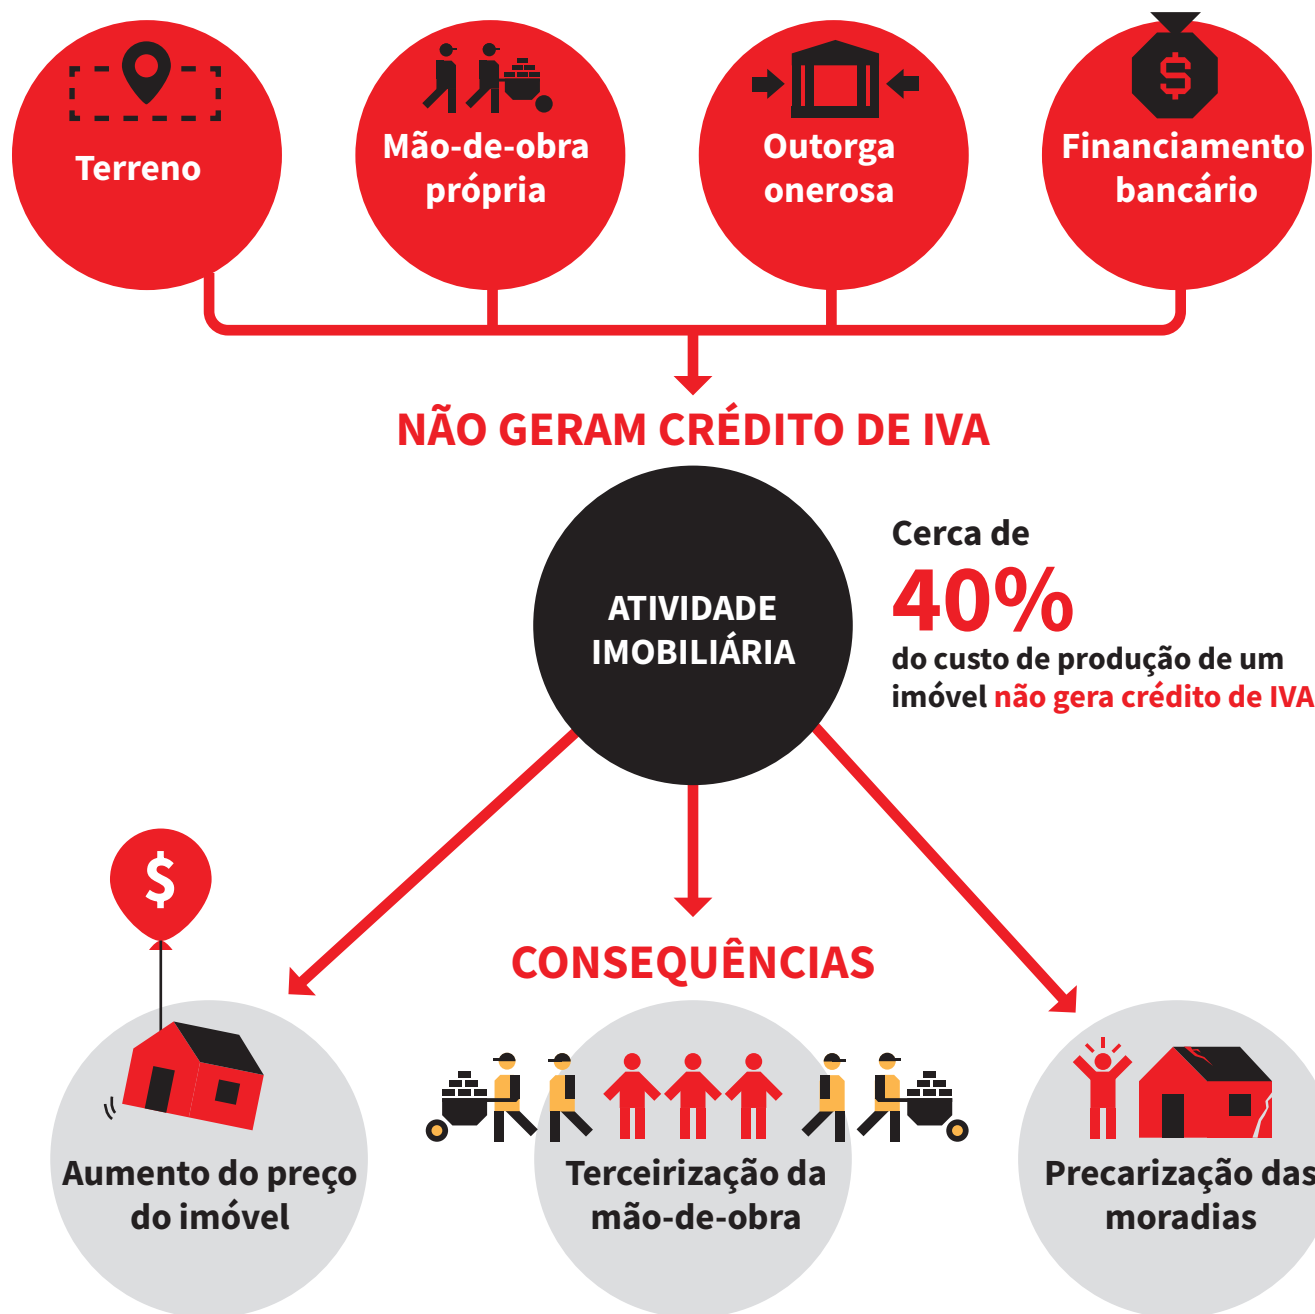 Terreno
Mão-de-obra
própria
Outorga
onerosa
$
Financiamento
bancário
NÃO GERAM CRÉDITO DE IVA
ATIVIDADE
IMOBILIÁRIA
Cerca de
40%
do custo de produção de um
imóvel não gera crédito de IVA
$
CONSEQUÊNCIAS
Aumento do preço
do imóvel
Terceirização da
mão-de-obra
Precarização das
moradias